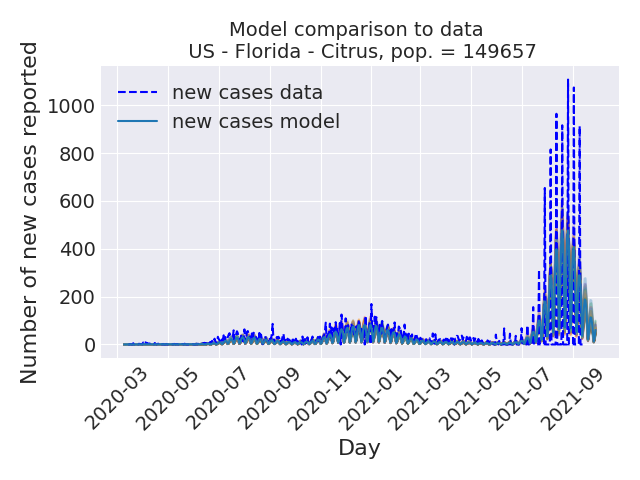 Model comparison to data
US - Florida - Citrus, pop. = 149657
Number of new cases reported
1000
800
600
400
200
0
new cases data
new cases model
2020-03
2020-05
2020-07
2020-09
2020-11
2021-01
2021-03
2021-05
2021-07
2021-09
Day